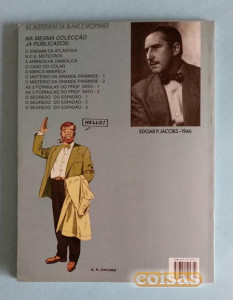 AS AVENTURAS DE BLAKE E MORTIMER
NA MESMA COLECÇÃO
JÁ PUBLICADOS:
O ENIGMA DA ATLÂNTIDA
S.O.S. METEOROS
A ARMADILHA DIABÓLICA
O CASO DO COLAR
A MARCA AMARELA
O MISTÉRIO DA GRANDE PIRÂMIDE - 1
O MISTÉRIO DA GRANDE PIRÂMIDE - 2
AS 3 FÓRMULAS DO PROF. SATO - 1
AS 3 FÓRMULAS DO PROF. SATO - 2
O SEGREDO DO ESPADÃO - 1
O SEGREDO DO ESPADÃO - 2
O SEGREDO DO ESPADÃO - 3
EDGAR P. JACOBS - 1946
HELLO!
E. P. JACOBS
coisas